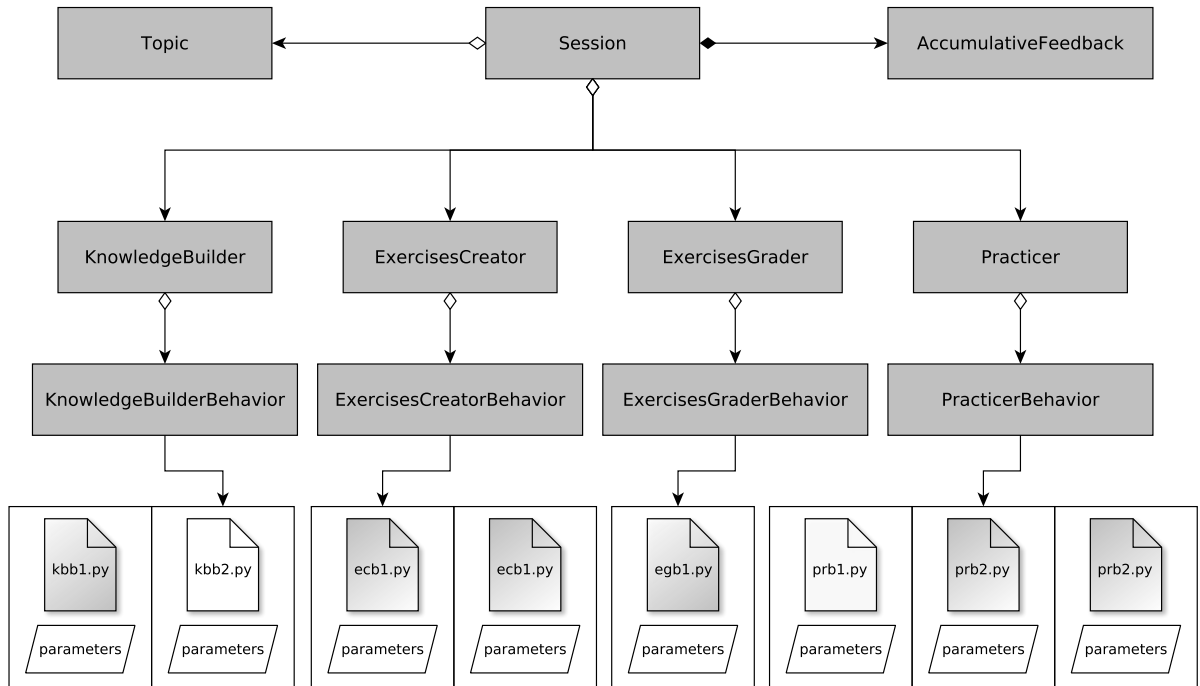 Topic
Session
AccumulativeFeedback
KnowledgeBuilder
ExercisesCreator
ExercisesGrader
Practicer
KnowledgeBuilderBehavior
ExercisesCreatorBehavior
ExercisesGraderBehavior
PracticerBehavior
kbb1.py
kbb2.py
ecb1.py
ecb1.py
egb1.py
prb1.py
prb2.py
prb2.py
parameters
parameters
parameters
parameters
parameters
parameters
parameters
parameters